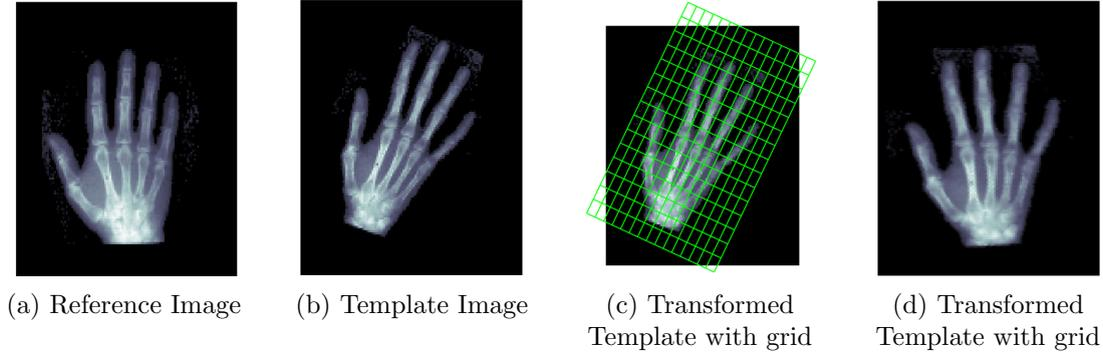 (a) Reference Image
(b) Template Image
(c) Transformed
Template with grid
(d) Transformed
Template with grid